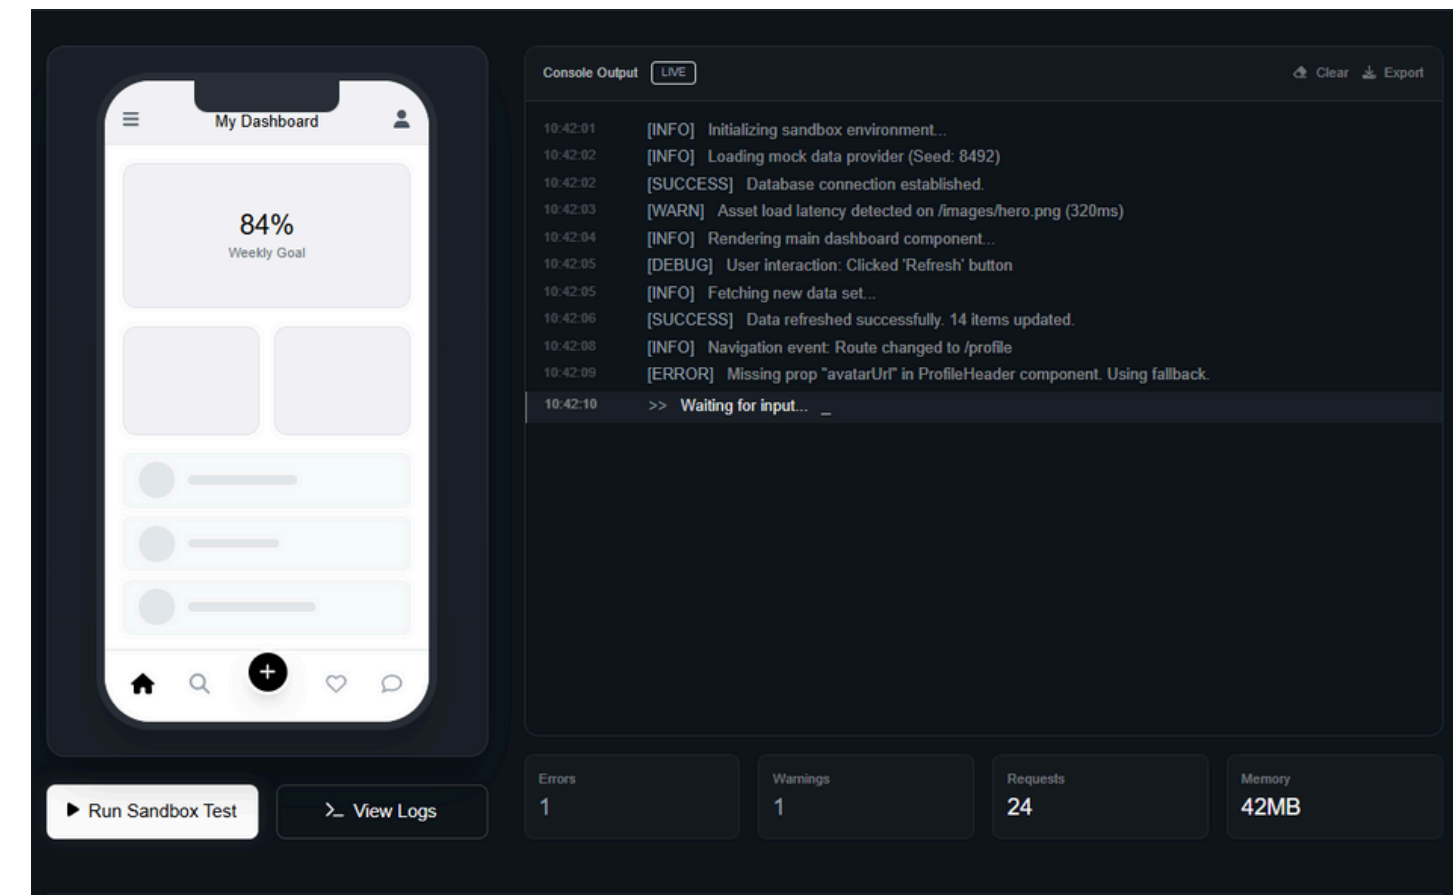 My Dashboard
84%
Weekly Goal
Run Sandbox Test
View Logs
Console Output LIVE Clear Export
10:42:01 [INFO] Initializing sandbox environment...
10:42:02 [INFO] Loading mock data provider (Seed: 8492)
10:42:02 [SUCCESS] Database connection established.
10:42:03 [WARN] Asset load latency detected on /images/hero.png (320ms)
10:42:04 [INFO] Rendering main dashboard component...
10:42:05 [DEBUG] User interaction: Clicked 'Refresh' button
10:42:05 [INFO] Fetching new data set...
10:42:06 [SUCCESS] Data refreshed successfully. 14 items updated.
10:42:08 [INFO] Navigation event: Route changed to /profile
10:42:09 [ERROR] Missing prop "avatarUrl" in ProfileHeader component. Using fallback.
10:42:10 >> Waiting for input... _
Errors Warnings Requests Memory
1 1 24 42MB